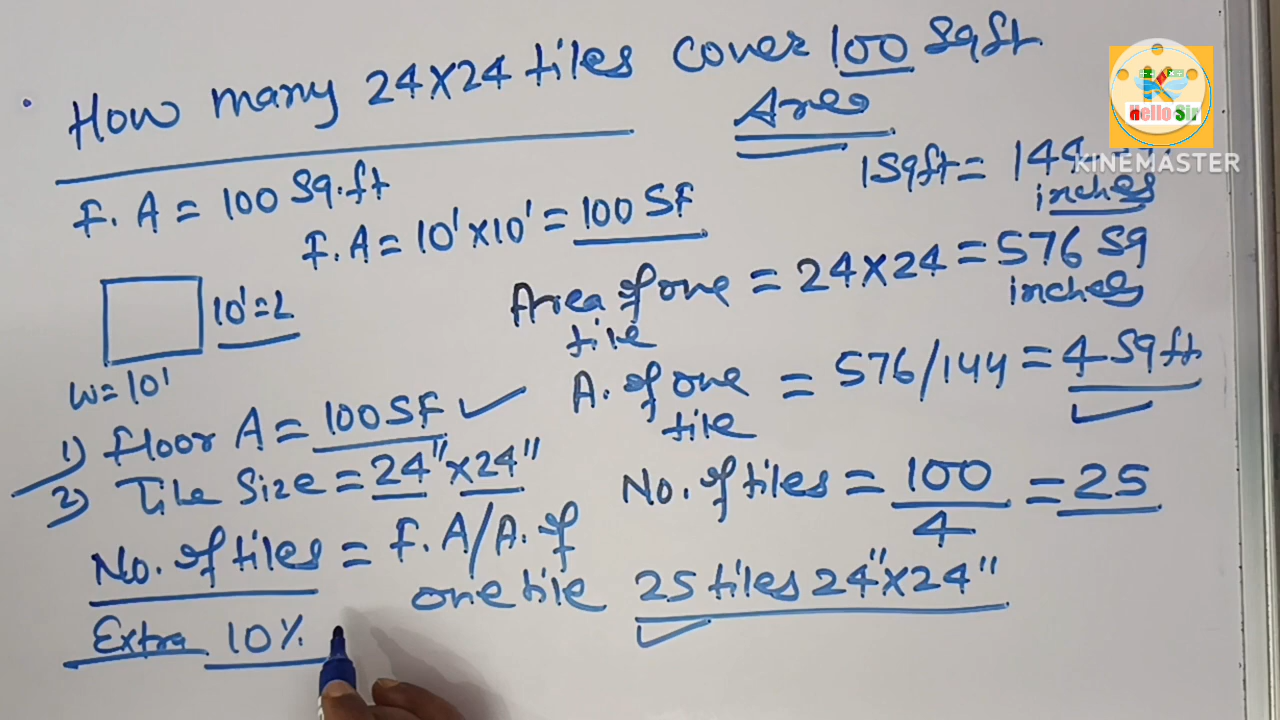 How many 24x24 tiles cover 100 Sqft
Area
F. A = 100 Sq.ft
F. A = 10'x10' = 100 SF
10'=L
W=10'
1) Floor A = 100 SF
2) Tile Size = 24"x24"
No. of tiles = F. A/A. of
one tile
Extra 10%
1Sqft = 144
inches
Area of one = 24x24 = 576 Sq
tile
inches
A. of one = 576/144 = 4 Sqft
tile
No. of tiles = 100/4 = 25
25 tiles 24"x24"
K
Hello Sir
KINEMASTER